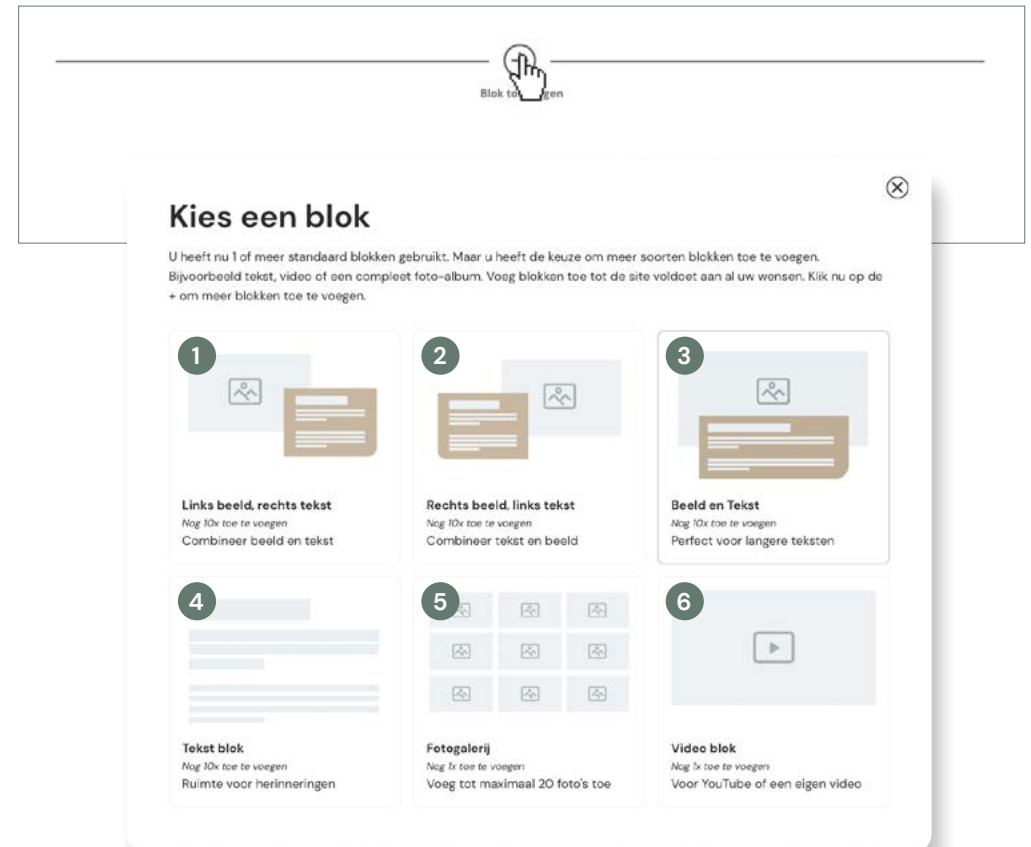 Blok to gen
Kies een blok
U heeft nu 1 of meer standaard blokken gebruikt. Maar u heeft de keuze om meer soorten blokken toe te voegen.
Bijvoorbeeld tekst, video of een compleet foto-album. Voeg blokken toe tot de site voldoet aan al uw wensen. Klik nu op de
+ om meer blokken toe te voegen.
1
2
3
Links beeld, rechts tekst
Nog 10x toe te voegen
Combineer beeld en tekst
Rechts beeld, links tekst
Nog 10x toe te voegen
Combineer tekst en beeld
Beeld en Tekst
Nog 10x toe te voegen
Perfect voor langere teksten
4
5
6
Tekst blok
Nog 10x toe te voegen
Ruimte voor herinneringen
Fotogalerij
Nog 1x toe te voegen
Voeg tot maximaal 20 foto's toe
Video blok
Nog 1x toe te voegen
Voor YouTube of een eigen video